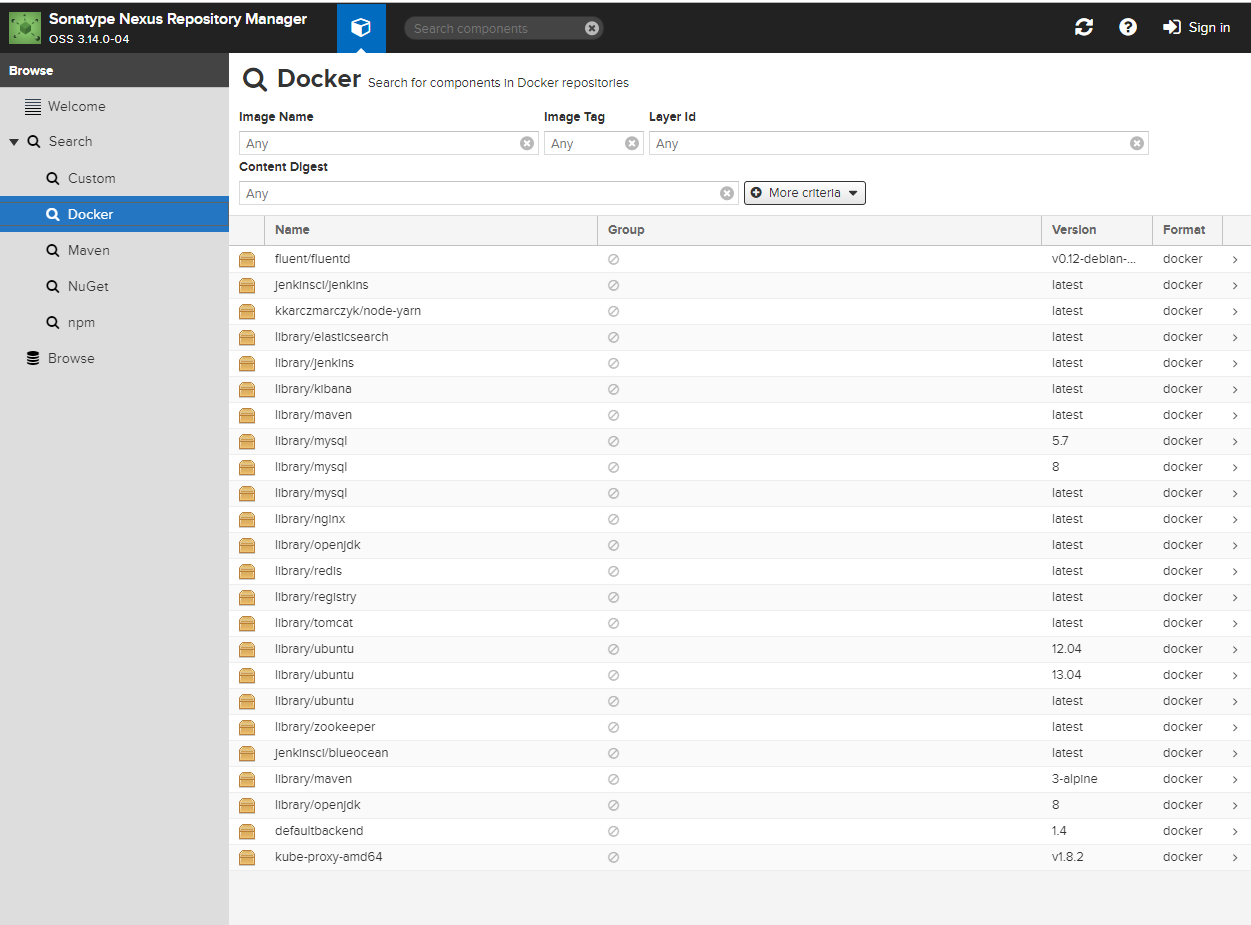 Sonatype Nexus Repository Manager
OSS 3.14.0-04
Search components
Sign in
Browse
Welcome
Search
Custom
Docker
Maven
NuGet
npm
Browse
Docker Search for components in Docker repositories
Image Name Image Tag Layer Id
Any Any Any
Content Digest
Any More criteria
Name Group Version Format
fluent/fluentd v0.12-debian-... docker
jenkinsci/jenkins latest docker
kkarczmarczyk/node-yarn latest docker
library/elasticsearch latest docker
library/jenkins latest docker
library/kibana latest docker
library/maven latest docker
library/mysql 5.7 docker
library/mysql 8 docker
library/mysql latest docker
library/nginx latest docker
library/openjdk latest docker
library/redis latest docker
library/registry latest docker
library/tomcat latest docker
library/ubuntu 12.04 docker
library/ubuntu 13.04 docker
library/ubuntu latest docker
library/zookeeper latest docker
jenkinsci/blueocean latest docker
library/maven 3-alpine docker
library/openjdk 8 docker
defaultbackend 1.4 docker
kube-proxy-amd64 v1.8.2 docker